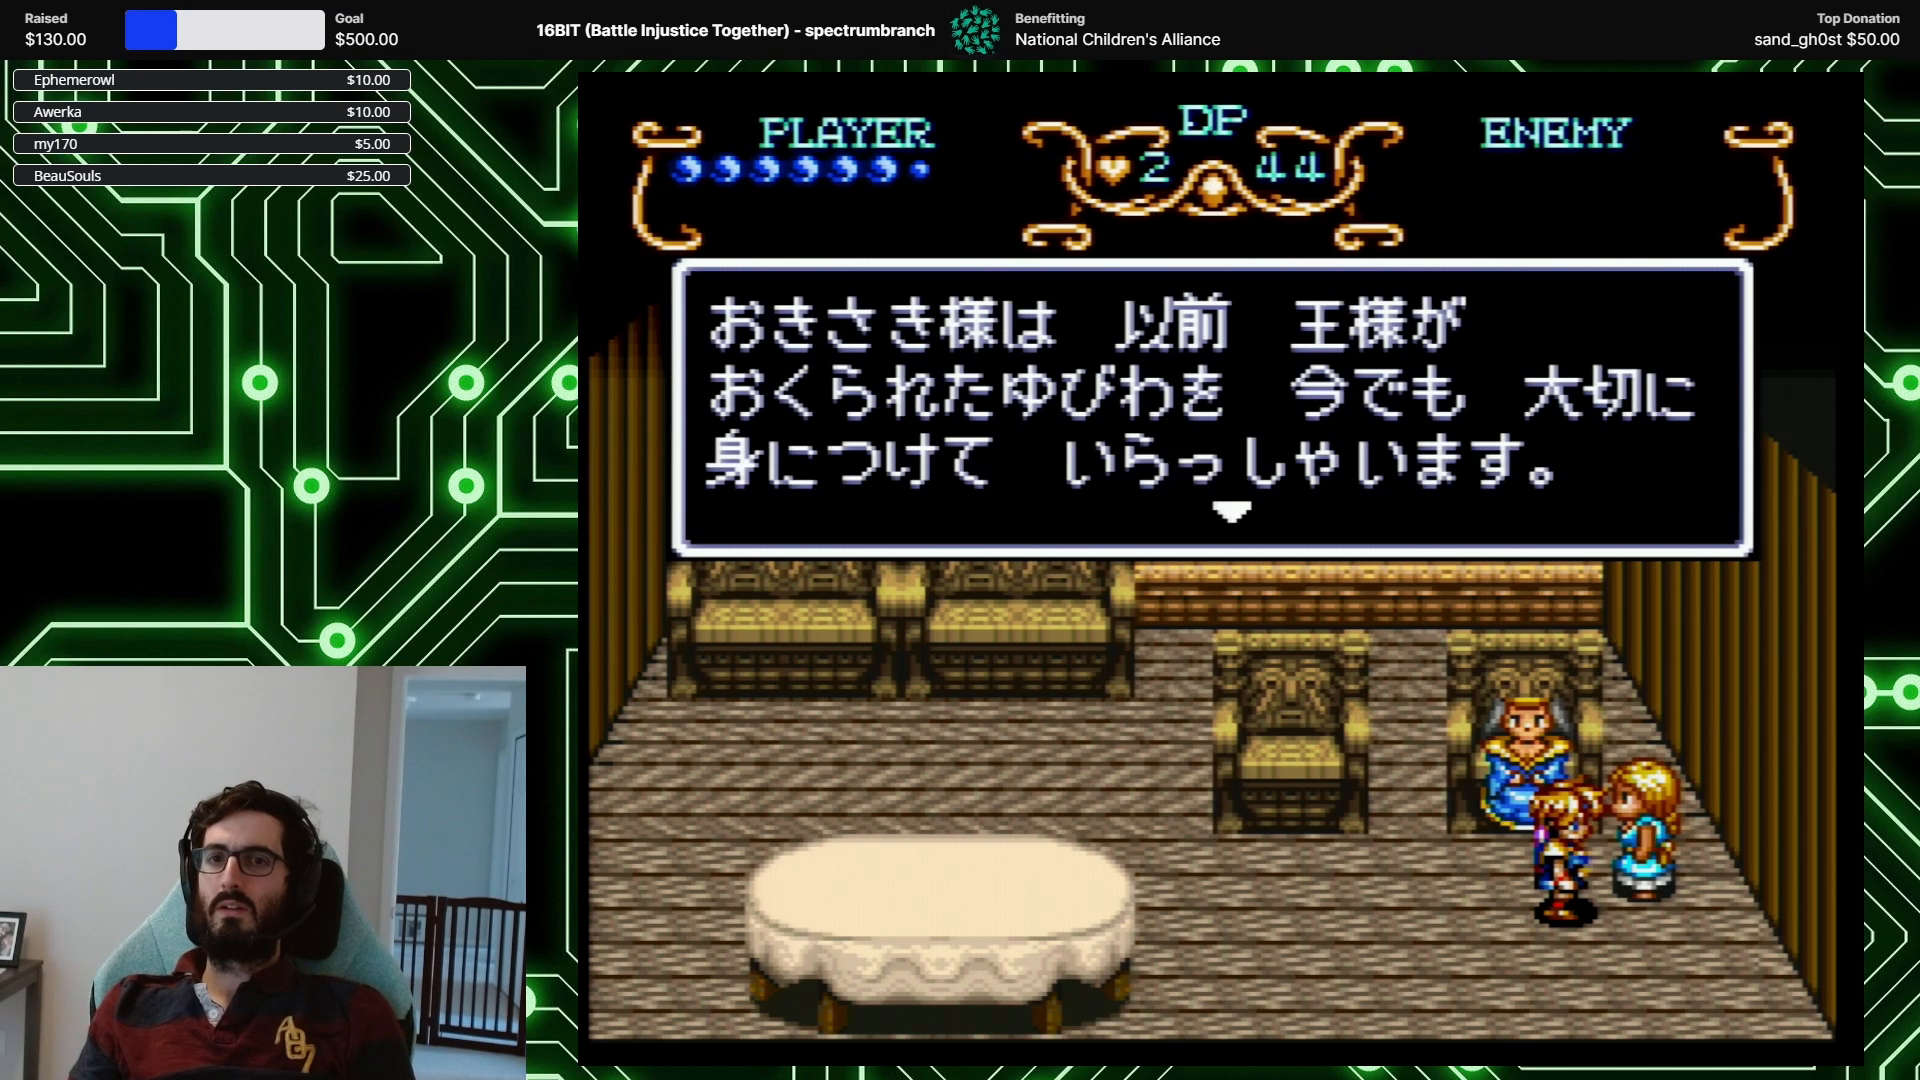 Raised
$130.00
Goal
$500.00
16BIT (Battle Injustice Together) - spectrumbranch
Benefitting
National Children's Alliance
Top Donation
sand_gh0st $50.00
Ephemerowl $10.00
Awerka $10.00
my170 $5.00
BeauSouls $25.00
PLAYER
DP
ENEMY
2 44
おきさき様は　以前　王様が
おくられたゆびわを　今でも　大切に
身につけて　いらっしゃいます。